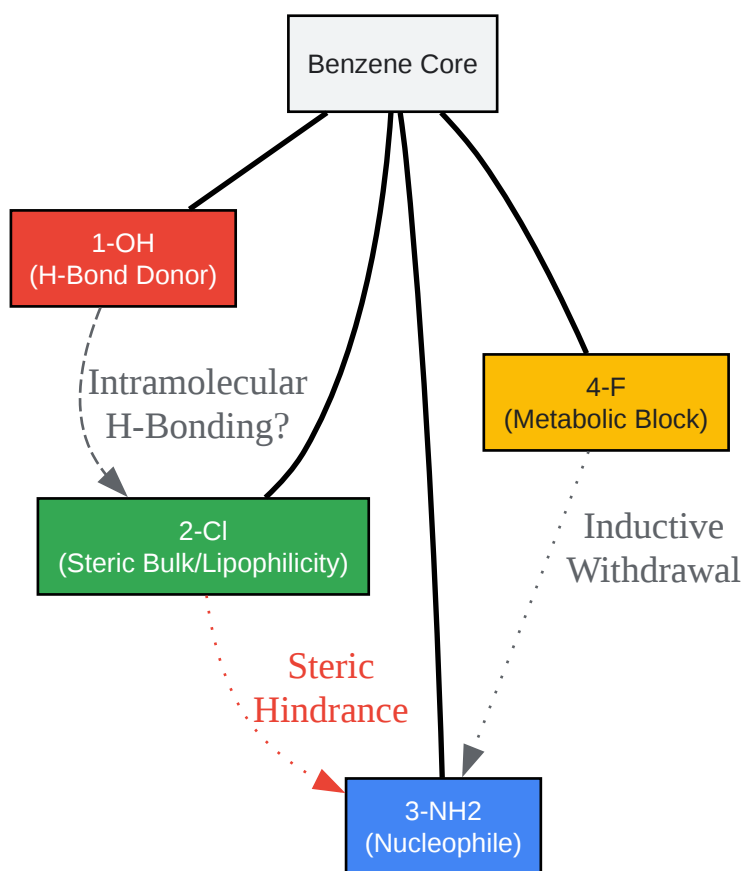 Benzene Core
1-OH
(H-Bond Donor)
Intramolecular
H-Bonding?
4-F
(Metabolic Block)
2-Cl
(Steric Bulk/Lipophilicity)
Inductive
Withdrawal
Steric
Hindrance
3-NH2
(Nucleophile)